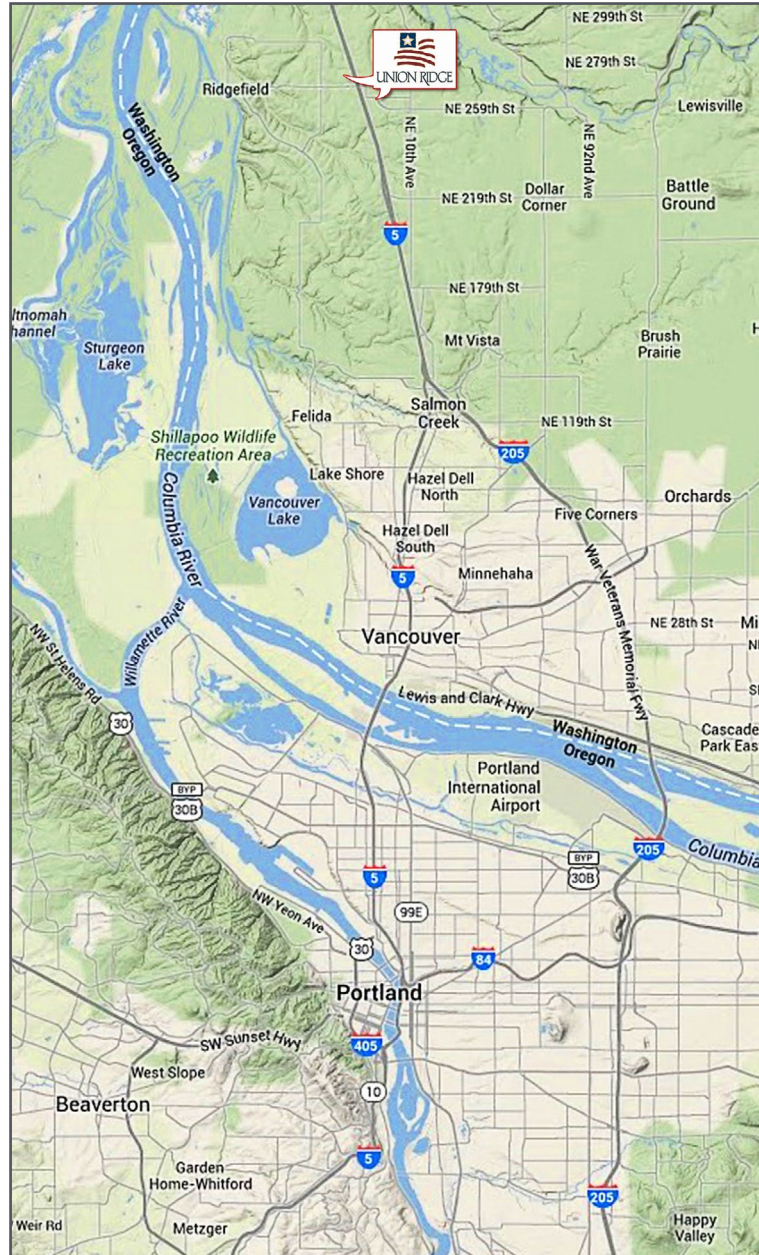 NE 299th St
UNION RIDGE
NE 279th St
Ridgefield
NE 259th St
Lewisville
Washington
Oregon
NE 10th Ave
NE 92nd Ave
NE 219th St
Dollar
Corner
Battle
Ground
5
NE 179th St
ltnomah
hannel
Sturgeon
Lake
Mt Vista
Brush
Prairie
H
Felida
Salmon
Creek
NE 119th St
Shillapoo Wildlife
Recreation Area
205
Lake Shore
Hazel Dell
North
Columbia River
Vancouver
Lake
Orchards
Five Corners
Hazel Dell
South
5
Minnehaha
War Veterans Memorial Fwy
Willamette River
NE 28th St
Mi
Vancouver
NW St Helens Rd
Lewis and Clark Hwy
Washington
Oregon
30
Cascade
Park Eas
Portland
International
Airport
BYP
30B
205
Columbia
BYP
30B
5
NW Yeon Ave
99E
30
84
Portland
SW Sunset Hwy
405
West Slope
10
Beaverton
5
Garden
Home-Whitford
205
Weir Rd
Metzger
Happy
Valley